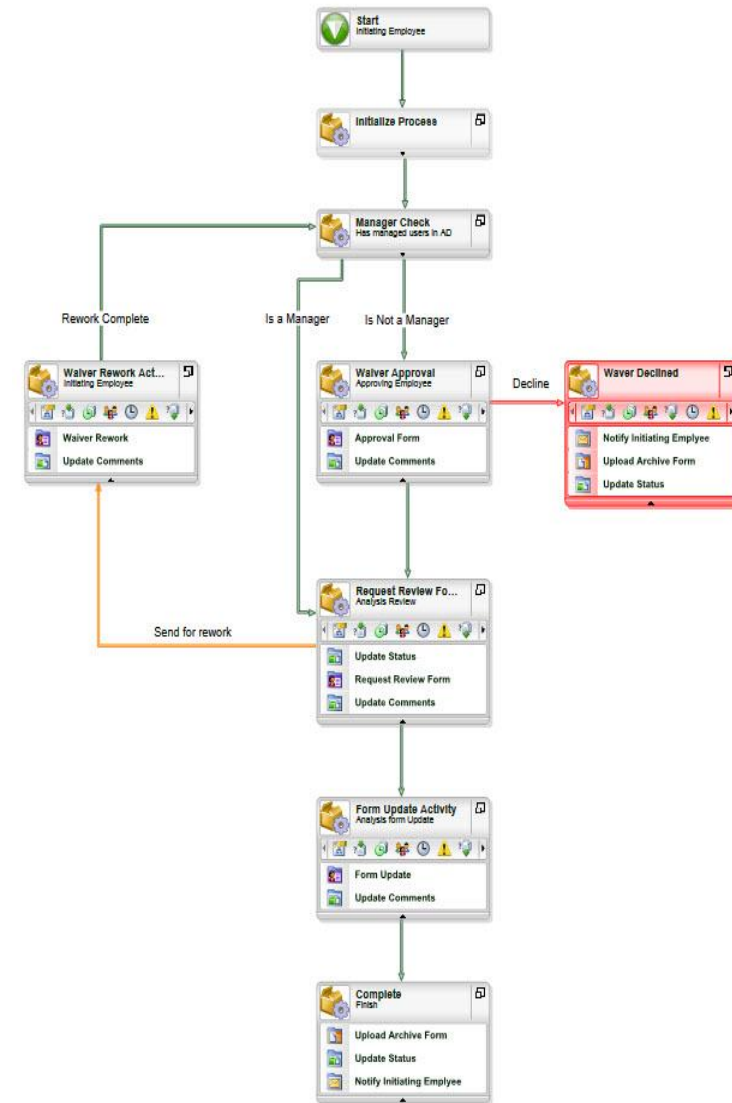 Start
Initiating Employee
Initialize Process
Manager Check
Has managed users in AD
Rework Complete
Is a Manager
Is Not a Manager
Waiver Rework Act...
Initiating Employee
Waiver Rework
Update Comments
Waiver Approval
Approving Employee
Approval Form
Update Comments
Decline
Waver Declined
Notify Initiating Emplyee
Upload Archive Form
Update Status
Send for rework
Request Review Fo...
Analysis Review
Update Status
Request Review Form
Update Comments
Form Update Activity
Analysis form Update
Form Update
Update Comments
Complete
Finish
Upload Archive Form
Update Status
Notify Initiating Emplyee